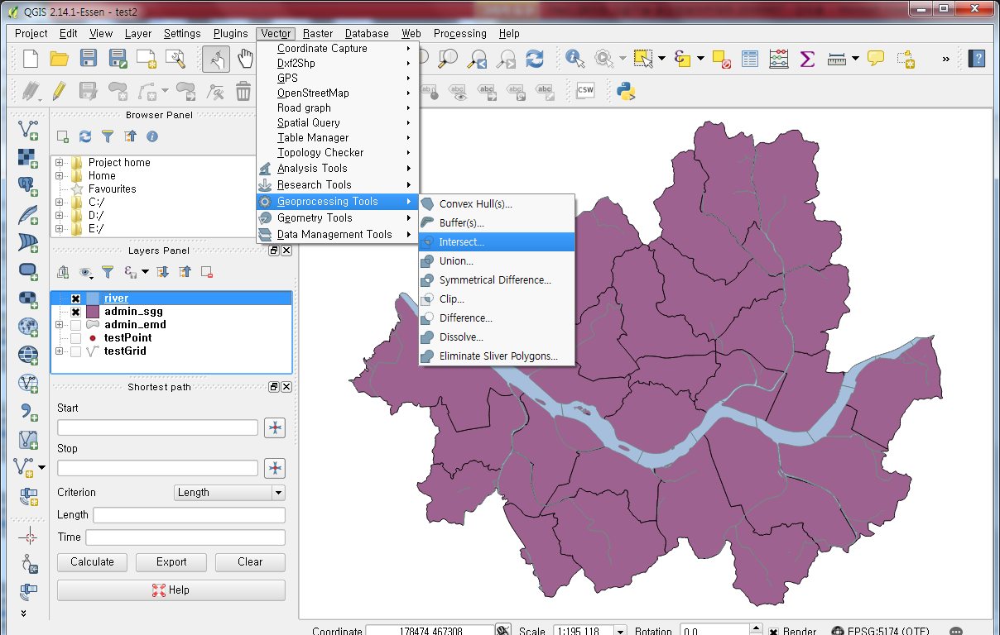 QGIS 2.14.1-Essen - test2
Project Edit View Layer Settings Plugins Vector Raster Database Web Processing Help
Coordinate Capture
Dxf2Shp
GPS
OpenStreetMap
Road graph
Spatial Query
Table Manager
Topology Checker
Analysis Tools
Research Tools
Geoprocessing Tools
Geometry Tools
Data Management Tools
Convex Hull(s)...
Buffer(s)...
Intersect...
Union...
Symmetrical Difference...
Clip...
Difference...
Dissolve...
Eliminate Sliver Polygons...
abc
abc
abc
abc
CSW
Browser Panel
Project home
Home
Favourites
C:/
D:/
E:/
Layers Panel
river
admin_sgg
admin_emd
testPoint
testGrid
Shortest path
Start
Stop
Criterion Length
Length
Time
Calculate Export Clear
Help
Coordinate 178474,467308 Scale 1:195,118 Rotation 0.0 Render EPSG:5174 (OTF)